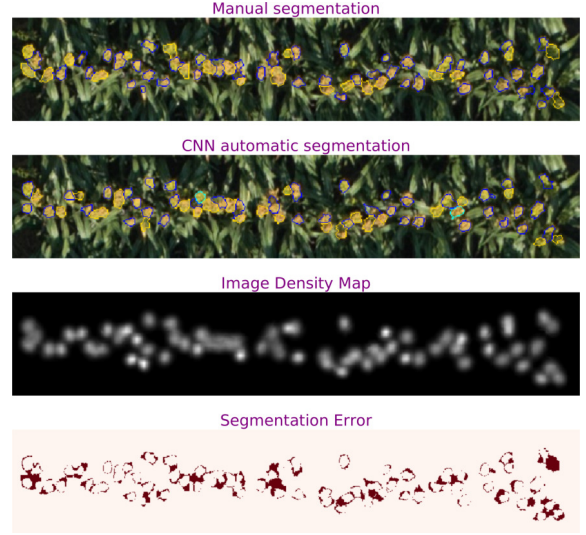 Manual segmentation
CNN automatic segmentation
Image Density Map
Segmentation Error